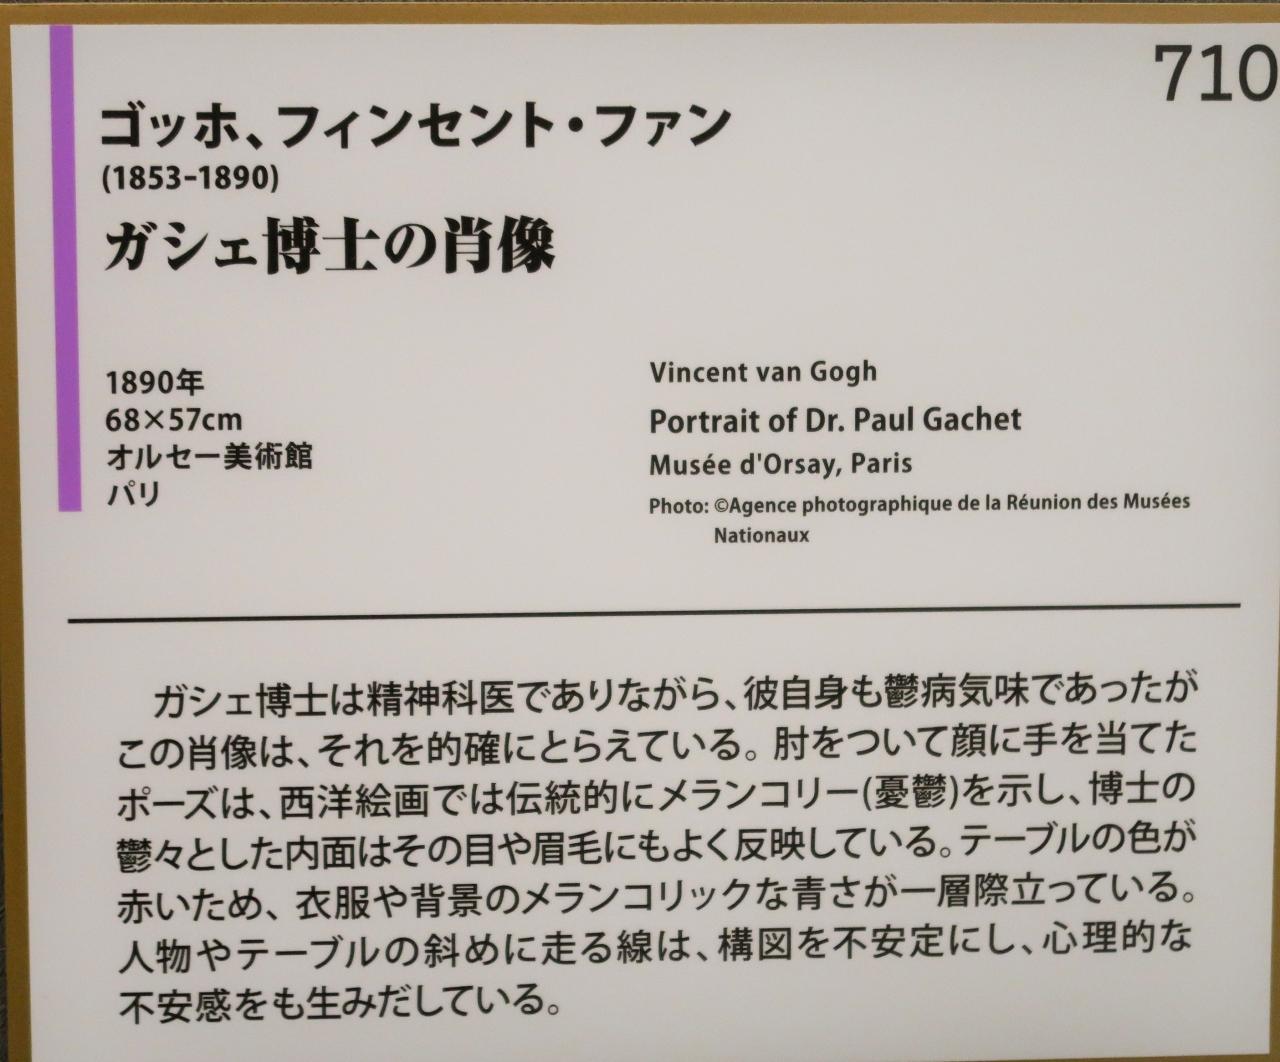 710
ゴッホ、フィンセント・ファン
(1853-1890)
ガシェ博士の肖像
1890年
68×57cm
オルセー美術館
パリ
Vincent van Gogh
Portrait of Dr. Paul Gachet
Musée d'Orsay, Paris
Photo: ©Agence photographique de la Réunion des Musées
Nationaux
ガシェ博士は精神科医でありながら、彼自身も鬱病気味であったが
この肖像は、それを的確にとらえている。肘をついて顔に手を当てた
ポーズは、西洋絵画では伝統的にメランコリー(憂鬱)を示し、博士の
鬱々とした内面はその目や眉毛にもよく反映している。テーブルの色が
赤いため、衣服や背景のメランコリックな青さが一層際立っている。
人物やテーブルの斜めに走る線は、構図を不安定にし、心理的な
不安感をも生みだしている。